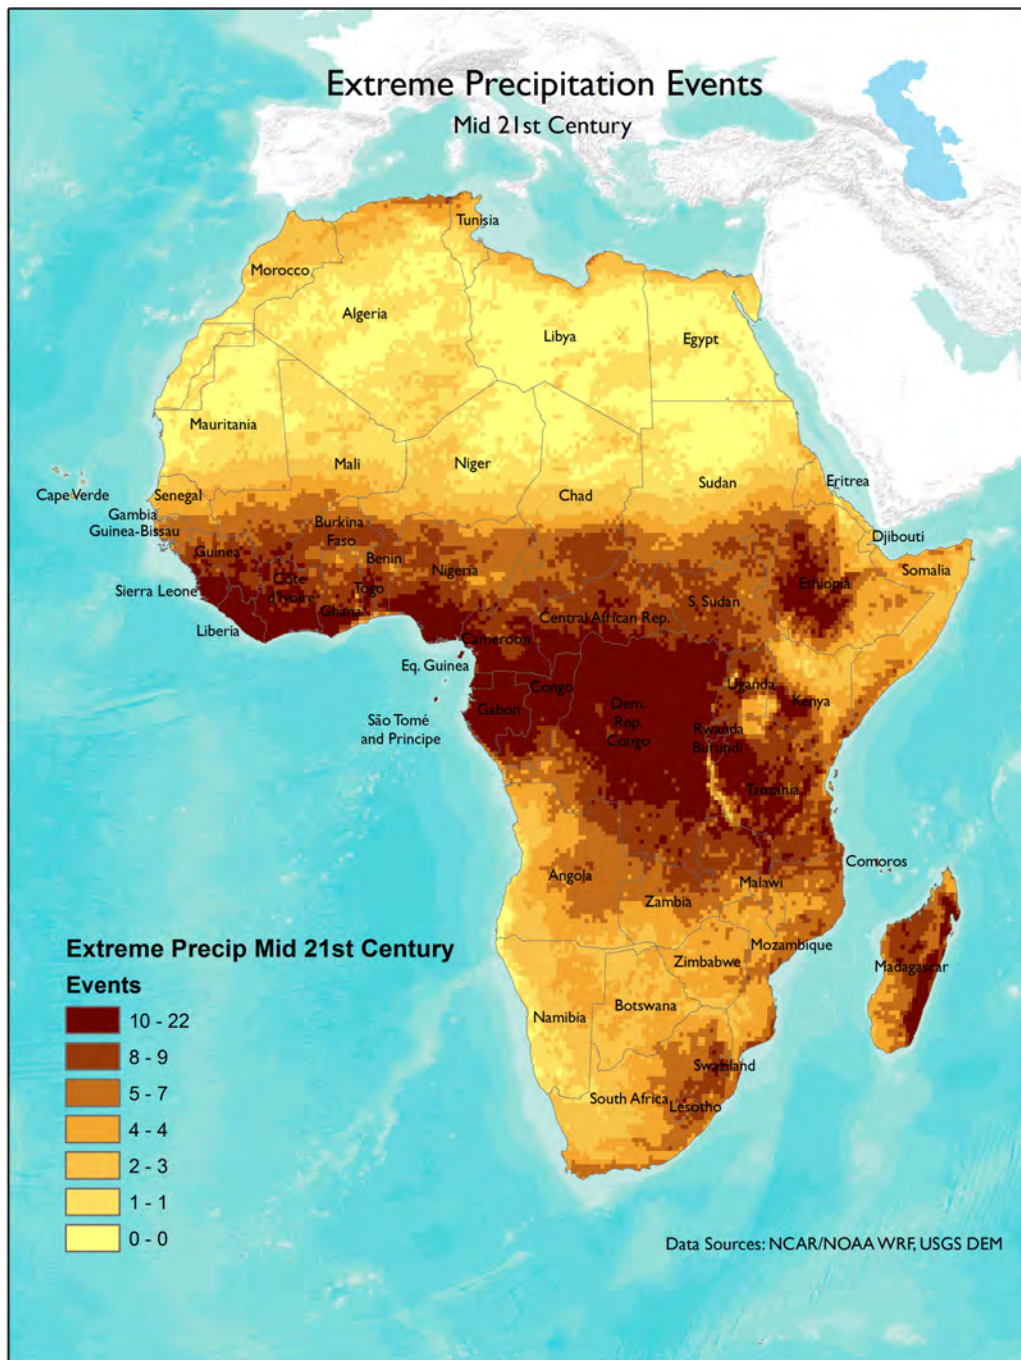 Extreme Precipitation Events
Mid 21st Century
Tunisia
Morocco
Algeria
Libya
Egypt
Mauritania
Mali
Niger
Chad
Sudan
Eritrea
Cape Verde
Senegal
Gambia
Guinea-Bissau
Burkina
Faso
Djibouti
Guinea
Benin
Nigeria
Somalia
Ethiopia
Sierra Leone
Côte
d'Ivoire
Togo
S. Sudan
Ghana
Central African Rep.
Liberia
Cameroon
Eq. Guinea
Uganda
Congo
Kenya
Gabon
Dem.
Rep.
Congo
São Tomé
and Principe
Rwanda
Burundi
Tanzania
Comoros
Angola
Malawi
Zambia
Mozambique
Zimbabwe
Madagascar
Botswana
Namibia
Swaziland
South Africa
Lesotho
Extreme Precip Mid 21st Century
Events
10 - 22
8 - 9
5 - 7
4 - 4
2 - 3
1 - 1
0 - 0
Data Sources: NCAR/NOAA WRF, USGS DEM